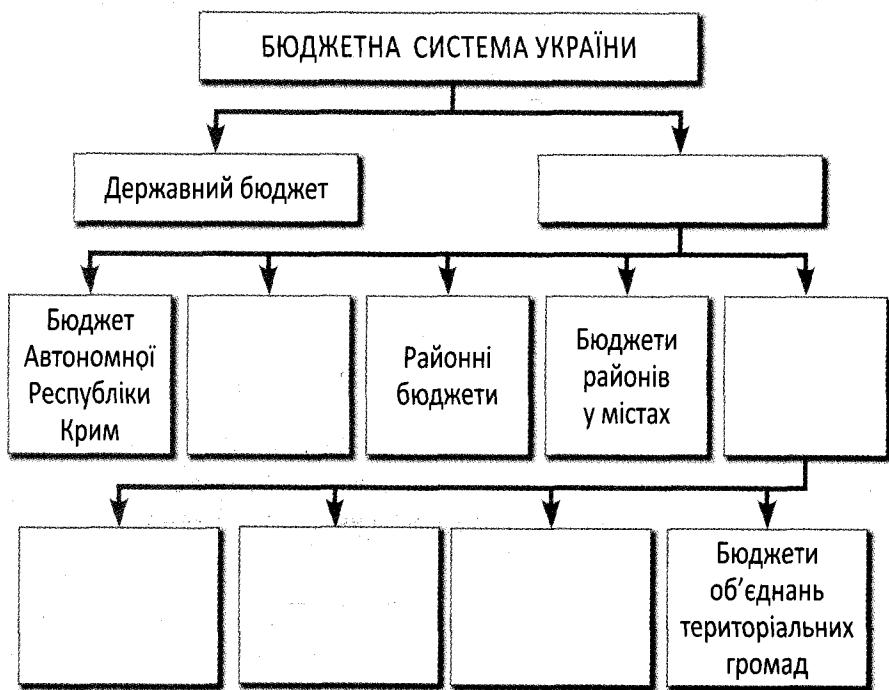 БЮДЖЕТНА СИСТЕМА УКРАЇНИ
Державний бюджет
Бюджет
Автономної
Республіки
Крим
Районні
бюджети
Бюджети
районів
у містах
Бюджети
об’єднань
територіальних
громад